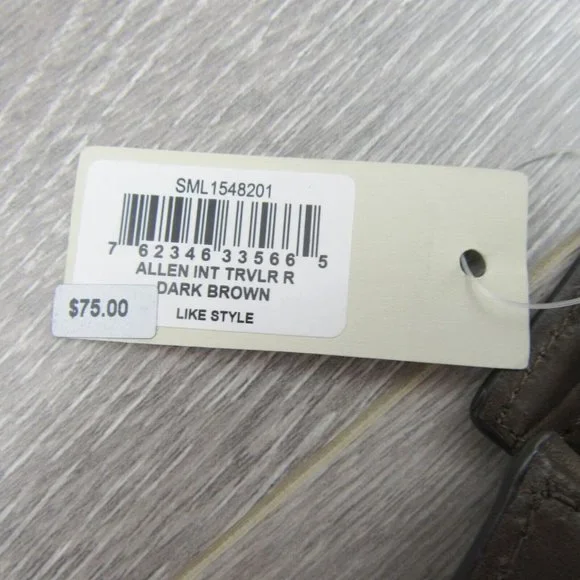 SML1548201
7 62346 33566 5
ALLEN INT TRVLR R
DARK BROWN
$75.00
LIKE STYLE